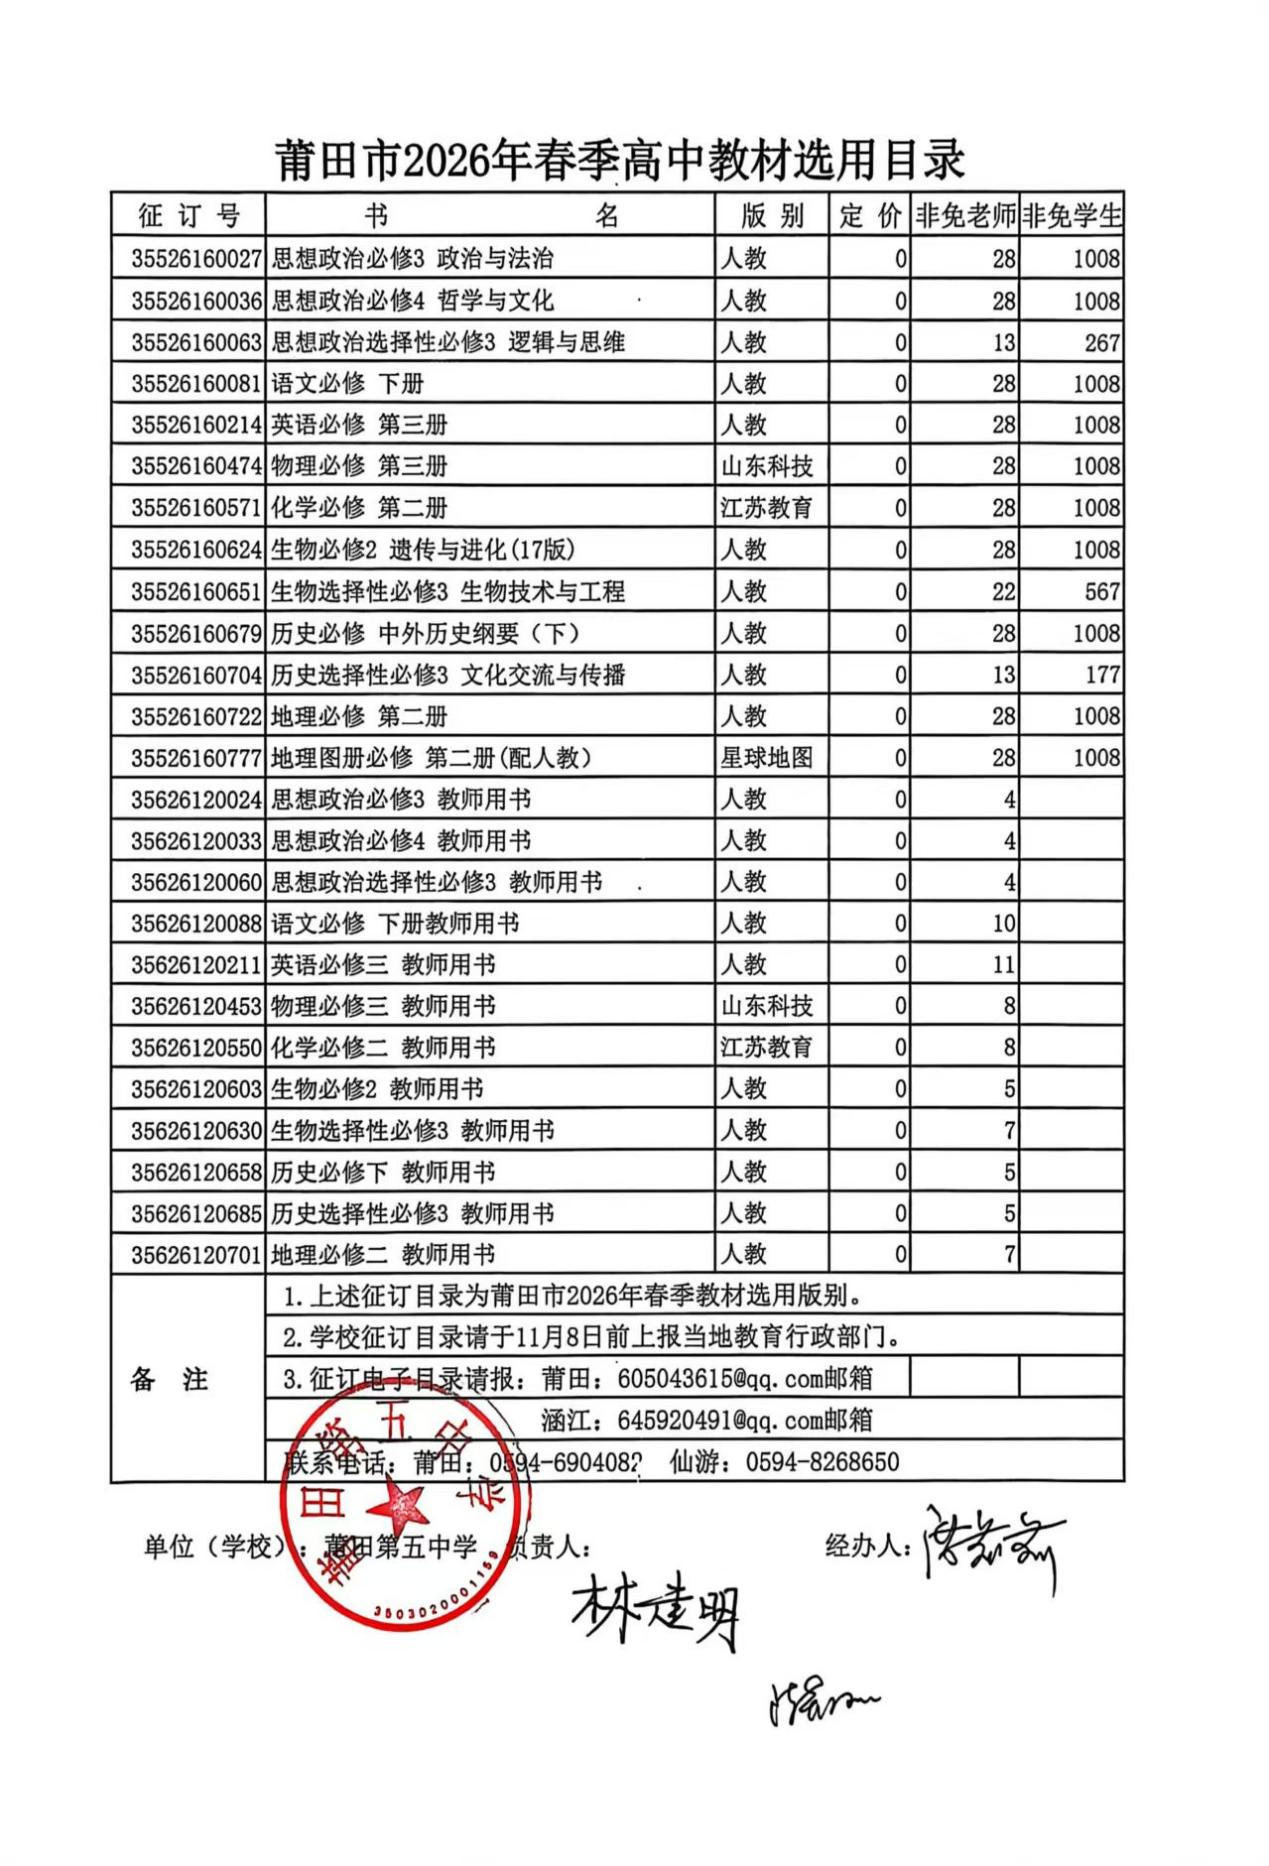 莆田市2026年春季高中教材选用目录
征 订 号 书 名 版 别 定 价 非免老师 非免学生
35526160027 思想政治必修3 政治与法治 人教 0 28 1008
35526160036 思想政治必修4 哲学与文化 人教 0 28 1008
35526160063 思想政治选择性必修3 逻辑与思维 人教 0 13 267
35526160081 语文必修 下册 人教 0 28 1008
35526160214 英语必修 第三册 人教 0 28 1008
35526160474 物理必修 第三册 山东科技 0 28 1008
35526160571 化学必修 第二册 江苏教育 0 28 1008
35526160624 生物必修2 遗传与进化(17版) 人教 0 28 1008
35526160651 生物选择性必修3 生物技术与工程 人教 0 22 567
35526160679 历史必修 中外历史纲要（下） 人教 0 28 1008
35526160704 历史选择性必修3 文化交流与传播 人教 0 13 177
35526160722 地理必修 第二册 人教 0 28 1008
35526160777 地理图册必修 第二册(配人教） 星球地图 0 28 1008
35626120024 思想政治必修3 教师用书 人教 0 4
35626120033 思想政治必修4 教师用书 人教 0 4
35626120060 思想政治选择性必修3 教师用书 人教 0 4
35626120088 语文必修 下册教师用书 人教 0 10
35626120211 英语必修三 教师用书 人教 0 11
35626120453 物理必修三 教师用书 山东科技 0 8
35626120550 化学必修二 教师用书 江苏教育 0 8
35626120603 生物必修2 教师用书 人教 0 5
35626120630 生物选择性必修3 教师用书 人教 0 7
35626120658 历史必修下 教师用书 人教 0 5
35626120685 历史选择性必修3 教师用书 人教 0 5
35626120701 地理必修二 教师用书 人教 0 7
备 注
1.上述征订目录为莆田市2026年春季教材选用版别。
2.学校征订目录请于11月8日前上报当地教育行政部门。
3.征订电子目录请报：莆田：605043615@qq.com邮箱
涵江：645920491@qq.com邮箱
联系电话：莆田：0594-6904082 仙游：0594-8268650
单位（学校）：莆田第五中学 负责人： 经办人：
林建明
莆田第五中学
3503020001159